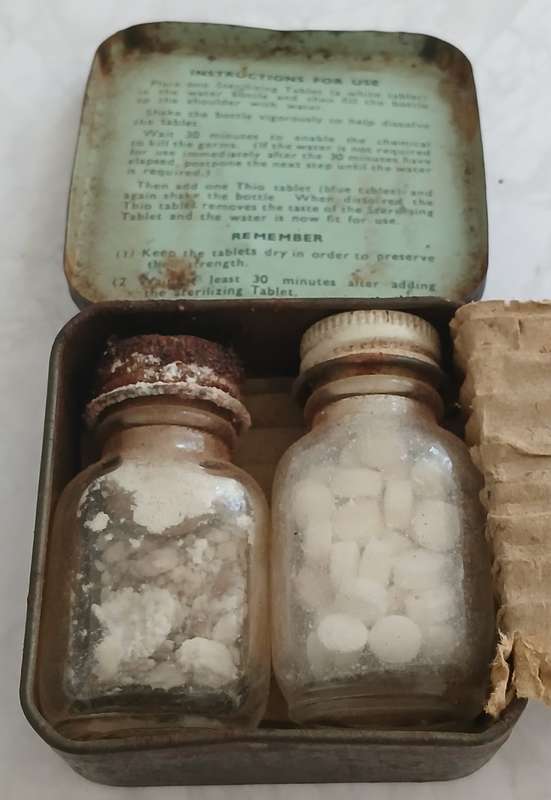 INSTRUCTIONS FOR USE
Place one Sterilizing Tablet (a white tablet)
in the water bottle and then fill the bottle
to the shoulder with water.
Shake the bottle vigorously to help dissolve
the tablet.
Wait 30 minutes to enable the chemical
to kill the germs. (If the water is not required
for use immediately after the 30 minutes have
elapsed, postpone the next step until the water
is required.)
Then add one Thio tablet (blue tablet) and
again shake the bottle. When dissolved the
Thio tablet removes the taste of the Sterilizing
Tablet and the water is now fit for use.
REMEMBER
(1) Keep the tablets dry in order to preserve
their strength.
(2 least 30 minutes after adding
the Sterilizing Tablet.